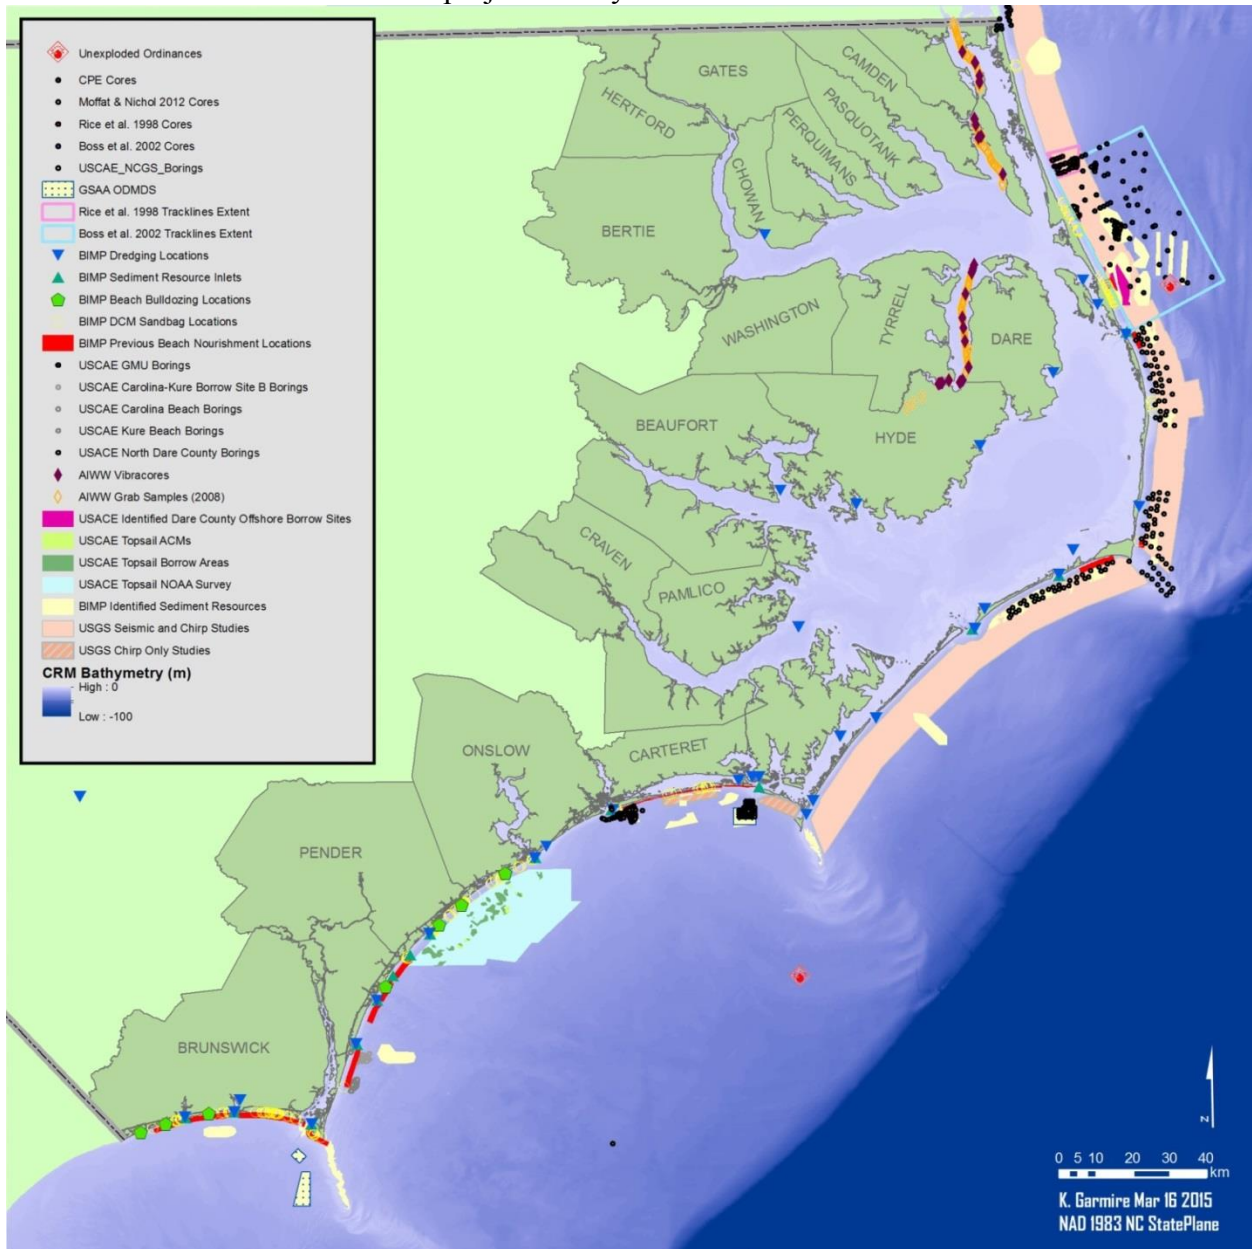 Unexploded Ordinances
CPE Cores
Moffat & Nichol 2012 Cores
Rice et al. 1998 Cores
Boss et al. 2002 Cores
USCAE_NCGS_Borings
GSAA ODMDS
Rice et al. 1998 Tracklines Extent
Boss et al. 2002 Tracklines Extent
BIMP Dredging Locations
BIMP Sediment Resource Inlets
BIMP Beach Bulldozing Locations
BIMP DCM Sandbag Locations
BIMP Previous Beach Nourishment Locations
USCAE GMU Borings
USCAE Carolina-Kure Borrow Site B Borings
USCAE Carolina Beach Borings
USCAE Kure Beach Borings
USACE North Dare County Borings
AIWW Vibracores
AIWW Grab Samples (2008)
USACE Identified Dare County Offshore Borrow Sites
USCAE Topsail ACMs
USCAE Topsail Borrow Areas
USACE Topsail NOAA Survey
BIMP Identified Sediment Resources
USGS Seismic and Chirp Studies
USGS Chirp Only Studies
CRM Bathymetry (m)
High : 0
Low : -100
GATES
CAMDEN
HERTFORD
PASQUOTANK
PERQUIMANS
CHOWAN
BERTIE
WASHINGTON
TYRRELL
DARE
BEAUFORT
HYDE
CRAVEN
PAMLICO
ONSLOW
CARTERET
PENDER
BRUNSWICK
N
0 5 10 20 30 40
km
K. Garmire Mar 16 2015
NAD 1983 NC StatePlane